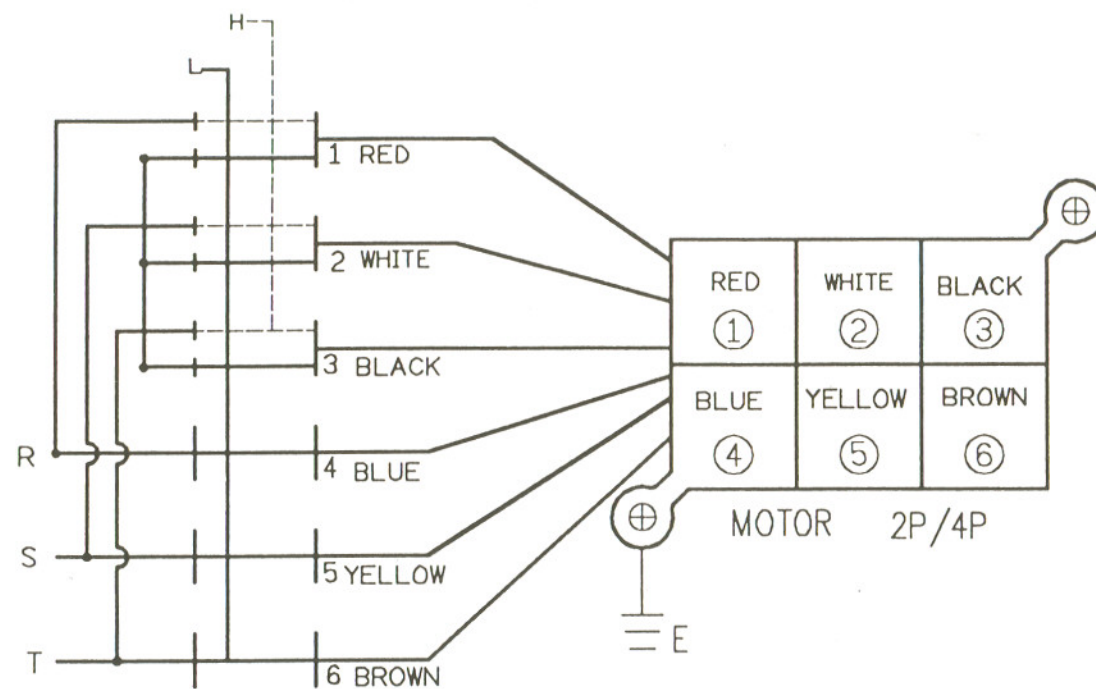 H
L
1 RED
2 WHITE
3 BLACK
R
4 BLUE
S
5 YELLOW
T
6 BROWN
RED WHITE BLACK
1 2 3
BLUE YELLOW BROWN
4 5 6
MOTOR 2P/4P
E